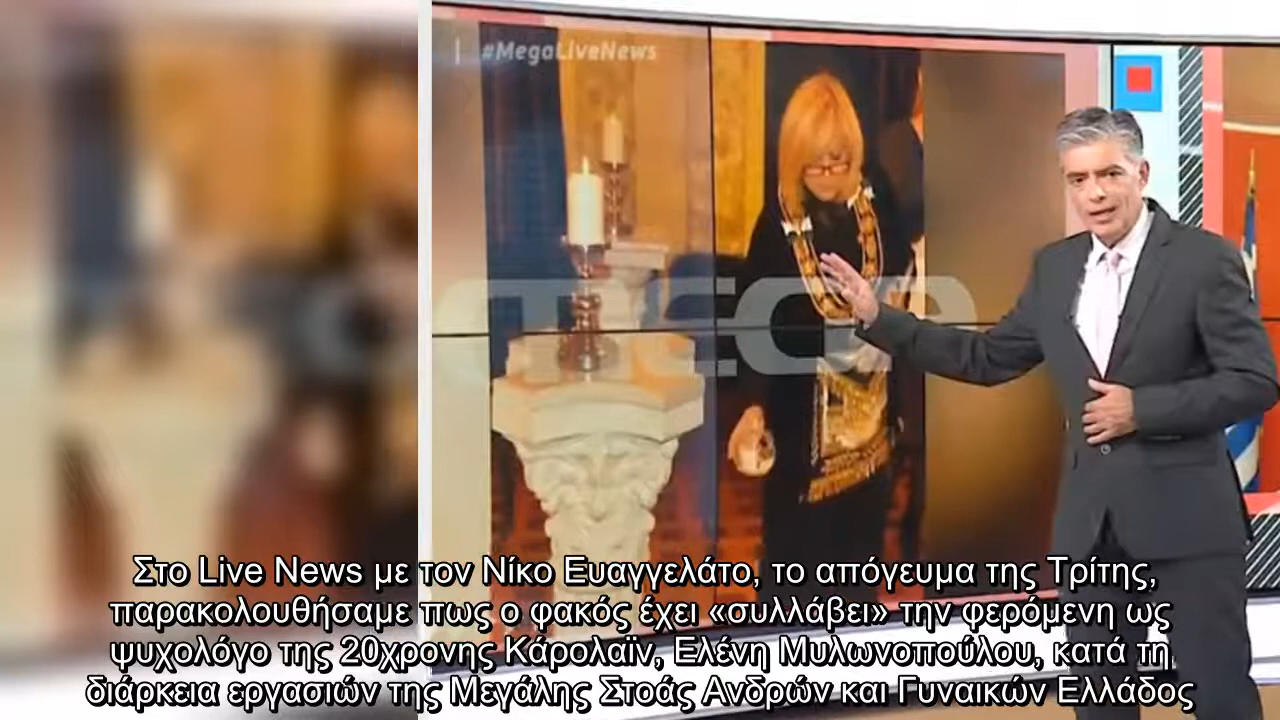 #MegaLiveNews
MEGA
Στο Live News με τον Νίκο Ευαγγελάτο, το απόγευμα της Τρίτης,
παρακολουθήσαμε πως ο φακός έχει «συλλάβει» την φερόμενη ως
ψυχολόγο της 20χρονης Κάρολαϊν, Ελένη Μυλωνοπούλου, κατά τη
διάρκεια εργασιών της Μεγάλης Στοάς Ανδρών και Γυναικών Ελλάδος